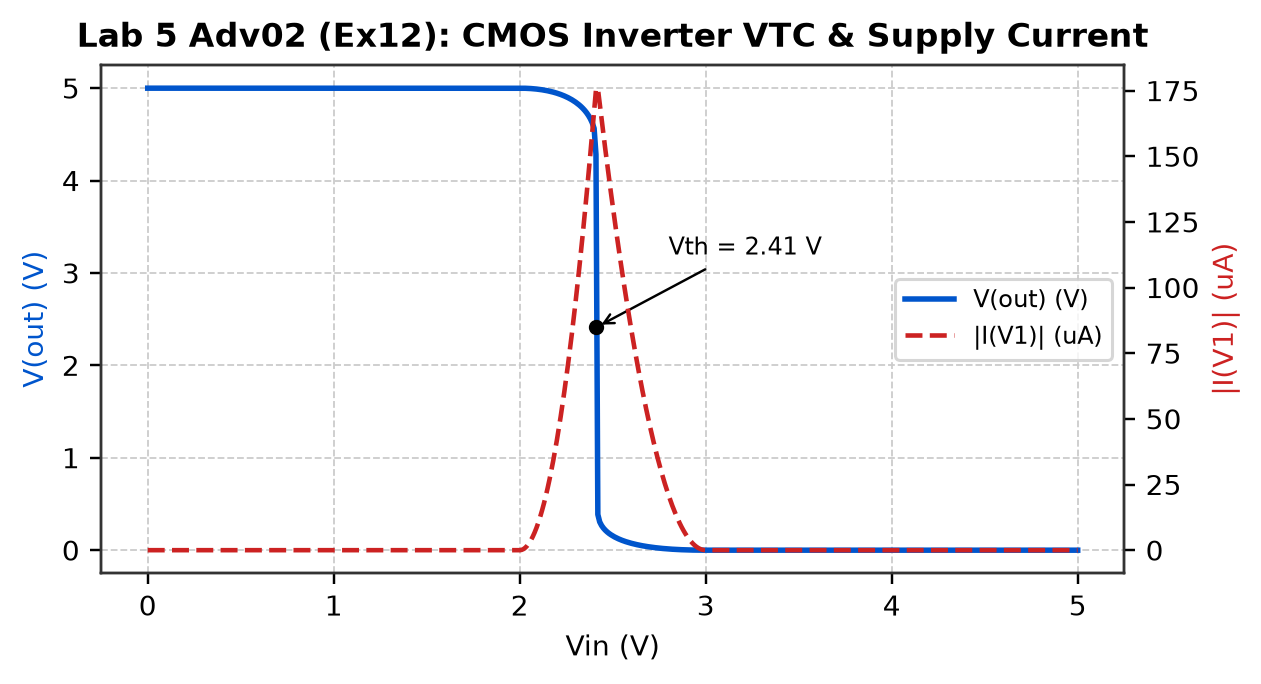 Lab 5 Adv02 (Ex12): CMOS Inverter VTC & Supply Current
5
4
3
2
1
0
V(out) (V)
175
150
125
100
75
50
25
0
|I(V1)| (uA)
Vth = 2.41 V
V(out) (V)
|I(V1)| (uA)
0
1
2
3
4
5
Vin (V)